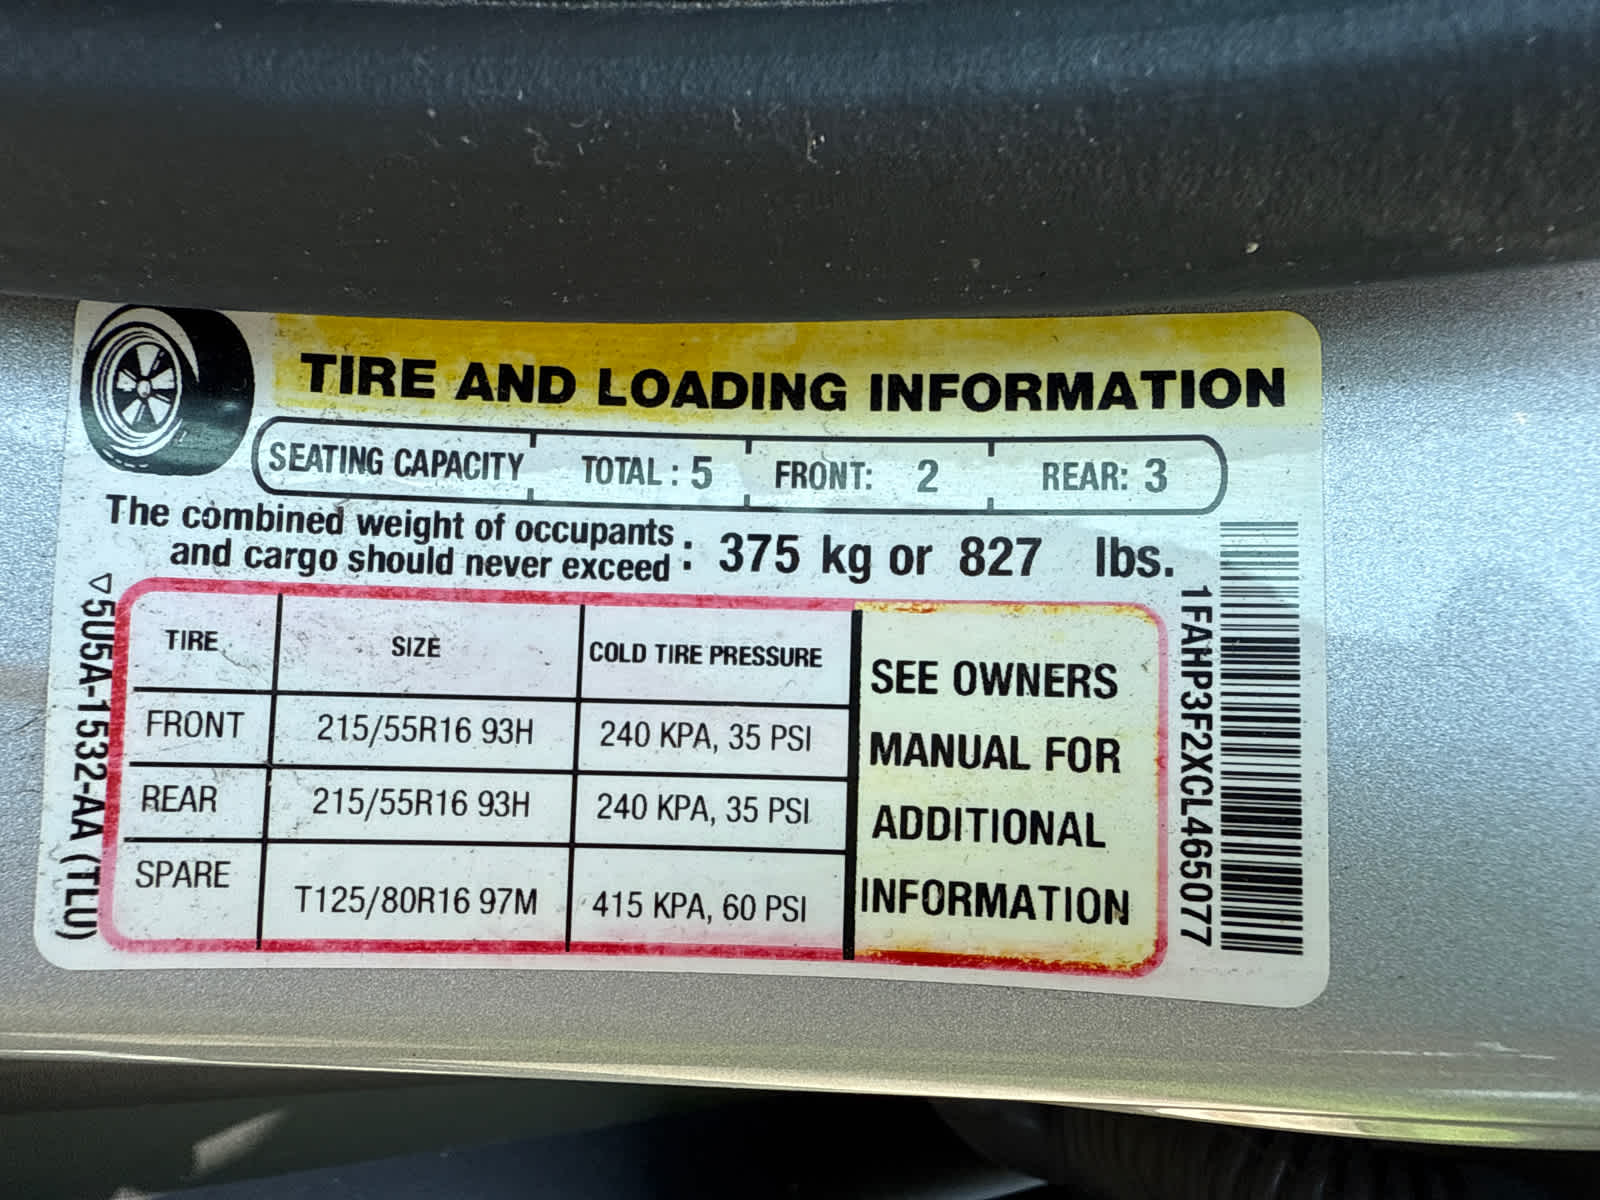 TIRE AND LOADING INFORMATION
SEATING CAPACITY TOTAL : 5 FRONT: 2 REAR: 3
The combined weight of occupants
and cargo should never exceed : 375 kg or 827 lbs.
TIRE SIZE COLD TIRE PRESSURE
FRONT 215/55R16 93H 240 KPA, 35 PSI
REAR 215/55R16 93H 240 KPA, 35 PSI
SPARE T125/80R16 97M 415 KPA, 60 PSI
SEE OWNERS
MANUAL FOR
ADDITIONAL
INFORMATION
5U5A-1532-AA (TLU)
1FAHP3F2XCL465077